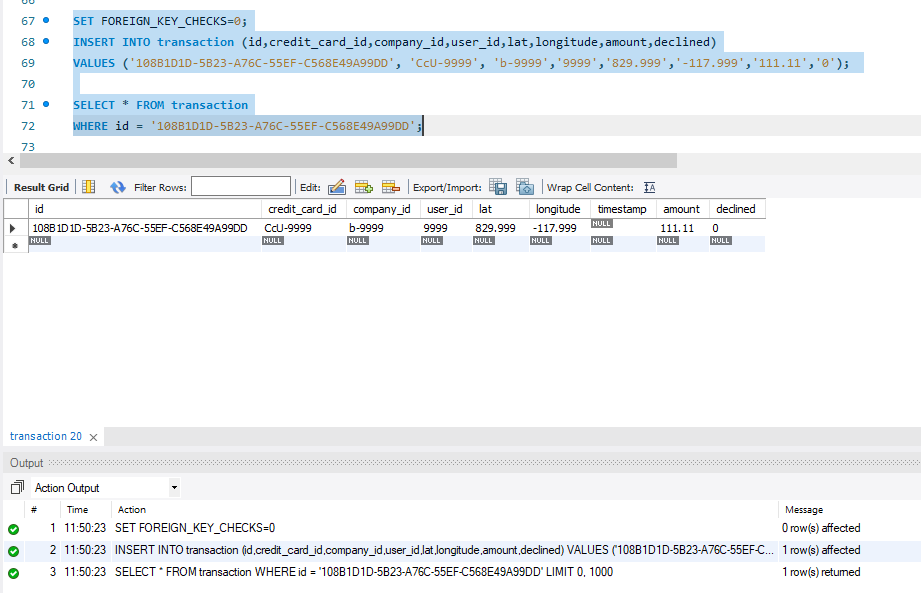 66
67 SET FOREIGN_KEY_CHECKS=0;
68 INSERT INTO transaction (id,credit_card_id,company_id,user_id,lat,longitude,amount,declined)
69 VALUES ('108B1D1D-5B23-A76C-55EF-C568E49A99DD', 'CcU-9999', 'b-9999','9999','829.999','-117.999','111.11','0');
70
71 SELECT * FROM transaction
72 WHERE id = '108B1D1D-5B23-A76C-55EF-C568E49A99DD';
73
Result Grid Filter Rows: Edit: Export/Import: Wrap Cell Content: IA
id credit_card_id company_id user_id lat longitude timestamp amount declined
108B1D1D-5B23-A76C-55EF-C568E49A99DD CcU-9999 b-9999 9999 829.999 -117.999 NULL 111.11 0
NULL NULL NULL NULL NULL NULL NULL NULL NULL
transaction 20
Output
Action Output
# Time Action Message
1 11:50:23 SET FOREIGN_KEY_CHECKS=0 0 row(s) affected
2 11:50:23 INSERT INTO transaction (id,credit_card_id,company_id,user_id,lat,longitude,amount,declined) VALUES ('108B1D1D-5B23-A76C-55EF-C... 1 row(s) affected
3 11:50:23 SELECT * FROM transaction WHERE id = '108B1D1D-5B23-A76C-55EF-C568E49A99DD' LIMIT 0, 1000 1 row(s) returned